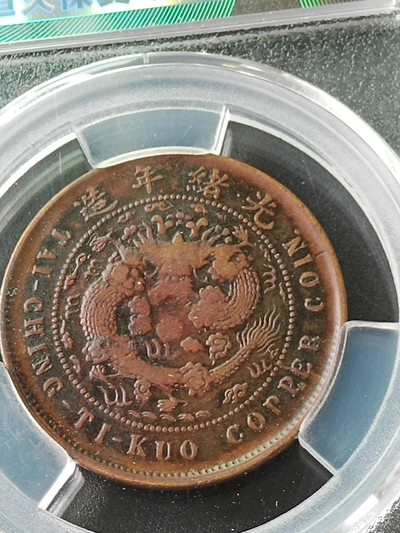 光緒年造
TAI-CHING-TI-KUO COPPER COIN